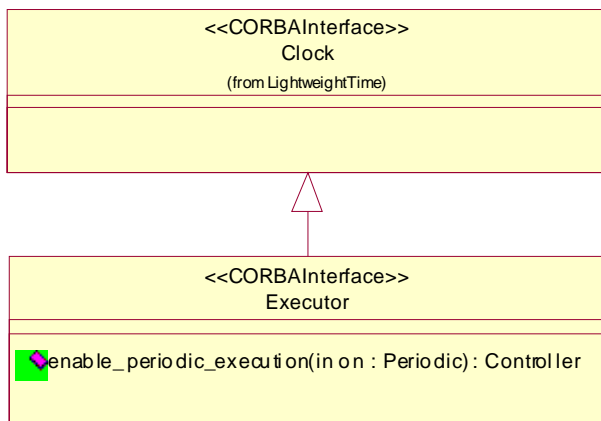 <<CORBAInterface>>
Clock
(from LightweightTime)
<<CORBAInterface>>
Executor
enable_periodic_execution(in on : Periodic) : Controller